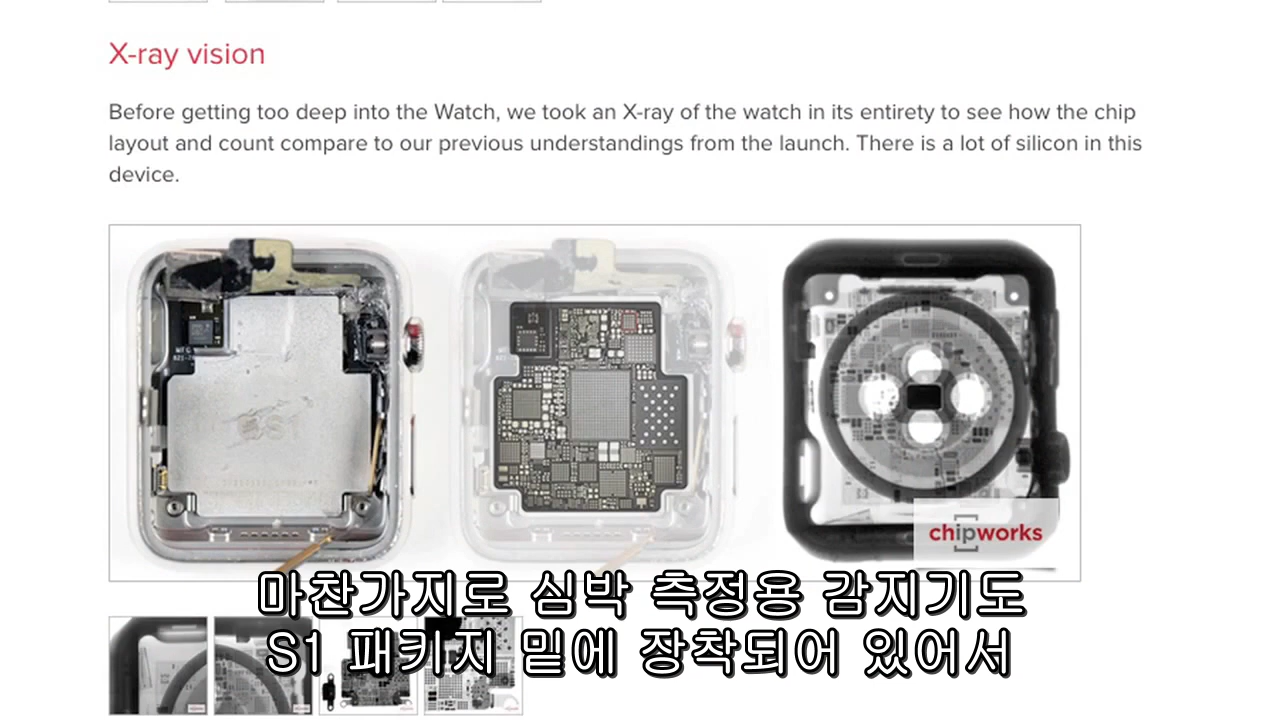 X-ray vision
Before getting too deep into the Watch, we took an X-ray of the watch in its entirety to see how the chip
layout and count compare to our previous understandings from the launch. There is a lot of silicon in this
device.
S1
chipworks
마찬가지로 심박 측정용 감지기도
S1 패키지 밑에 장착되어 있어서